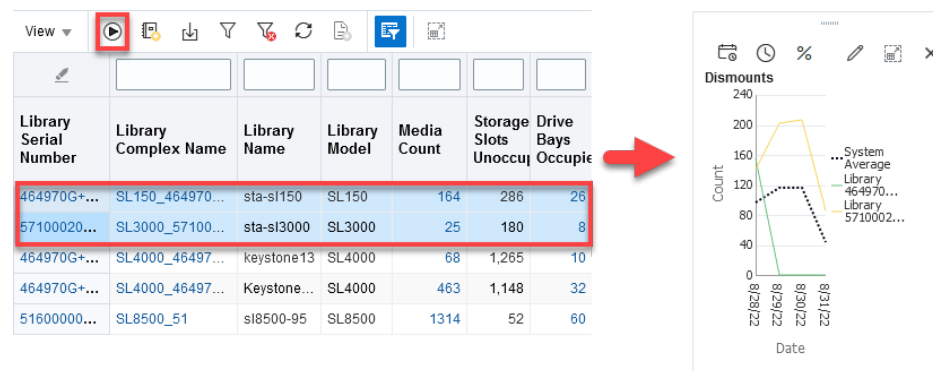 View
Library Serial Number
Library Complex Name
Library Name
Library Model
Media Count
Storage Slots Unoccup
Drive Bays Occupie
464970G+... SL150_464970... sta-sl150 SL150 164 286 26
57100020... SL3000_57100... sta-sl3000 SL3000 25 180 8
464970G+... SL4000_46497... keystone13 SL4000 68 1,265 10
464970G+... SL4000_46497... Keystone... SL4000 463 1,148 32
51600000... SL8500_51 sl8500-95 SL8500 1314 52 60
%
Dismounts
240
200
160
120
80
40
0
Count
8/28/22
8/29/22
8/30/22
8/31/22
Date
System
Average
Library
464970...
Library
5710002...